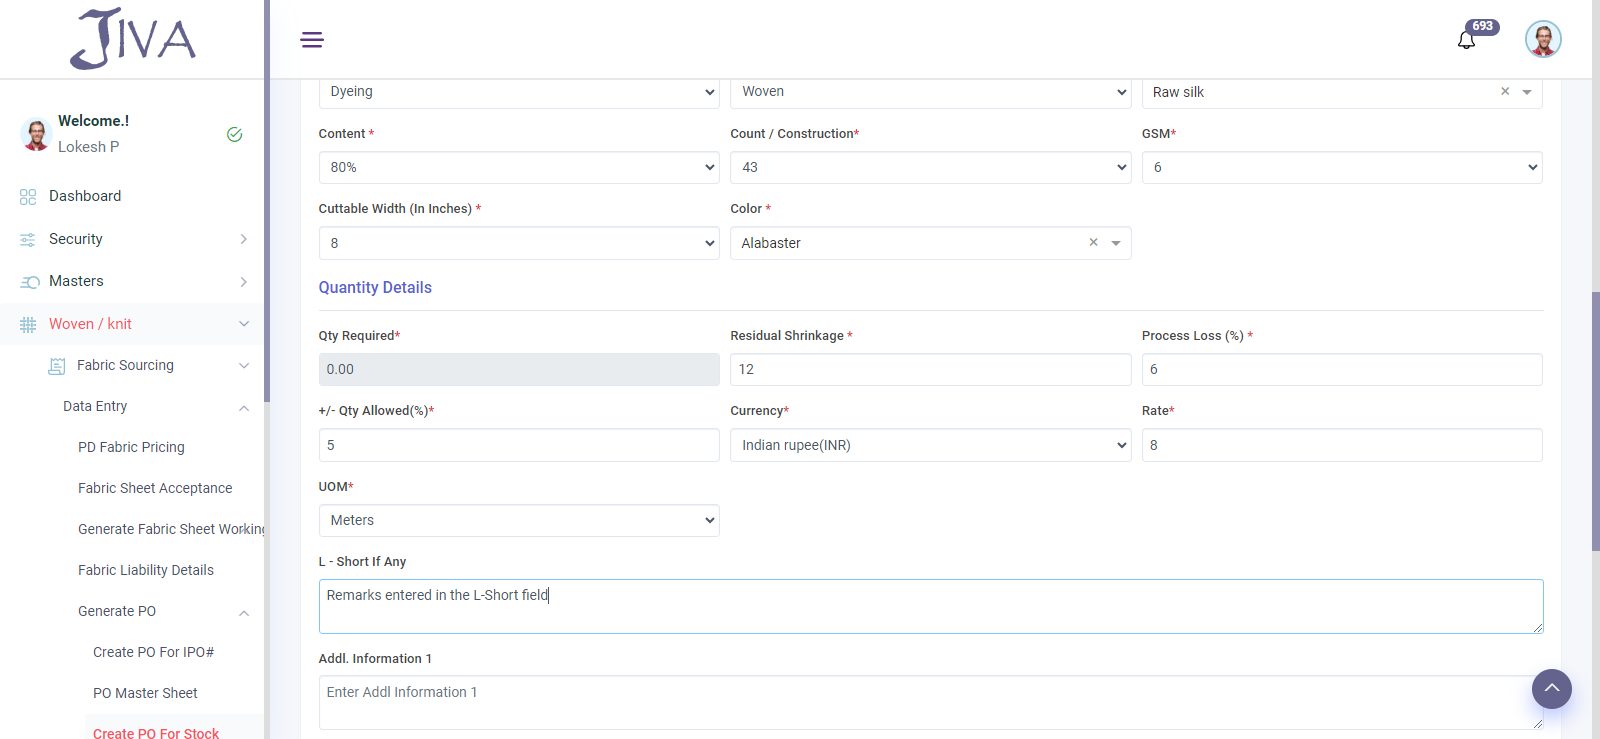 JIVA
693
Welcome.!
Lokesh P
Dashboard
Security
Masters
Woven / knit
Fabric Sourcing
Data Entry
PD Fabric Pricing
Fabric Sheet Acceptance
Generate Fabric Sheet Working
Fabric Liability Details
Generate PO
Create PO For IPO#
PO Master Sheet
Create PO For Stock
Dyeing
Woven
Raw silk ×
Content *
Count / Construction*
GSM*
80%
43
6
Cuttable Width (In Inches) *
Color *
8
Alabaster ×
Quantity Details
Qty Required*
Residual Shrinkage *
Process Loss (%) *
0.00
12
6
+/- Qty Allowed(%)*
Currency*
Rate*
5
Indian rupee(INR)
8
UOM*
Meters
L - Short If Any
Remarks entered in the L-Short field
Addl. Information 1
Enter Addl Information 1